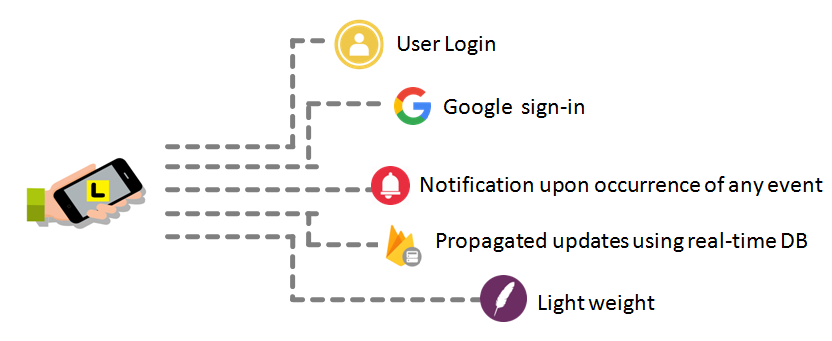 User Login
Google sign-in
L
Notification upon occurrence of any event
Propagated updates using real-time DB
Light weight